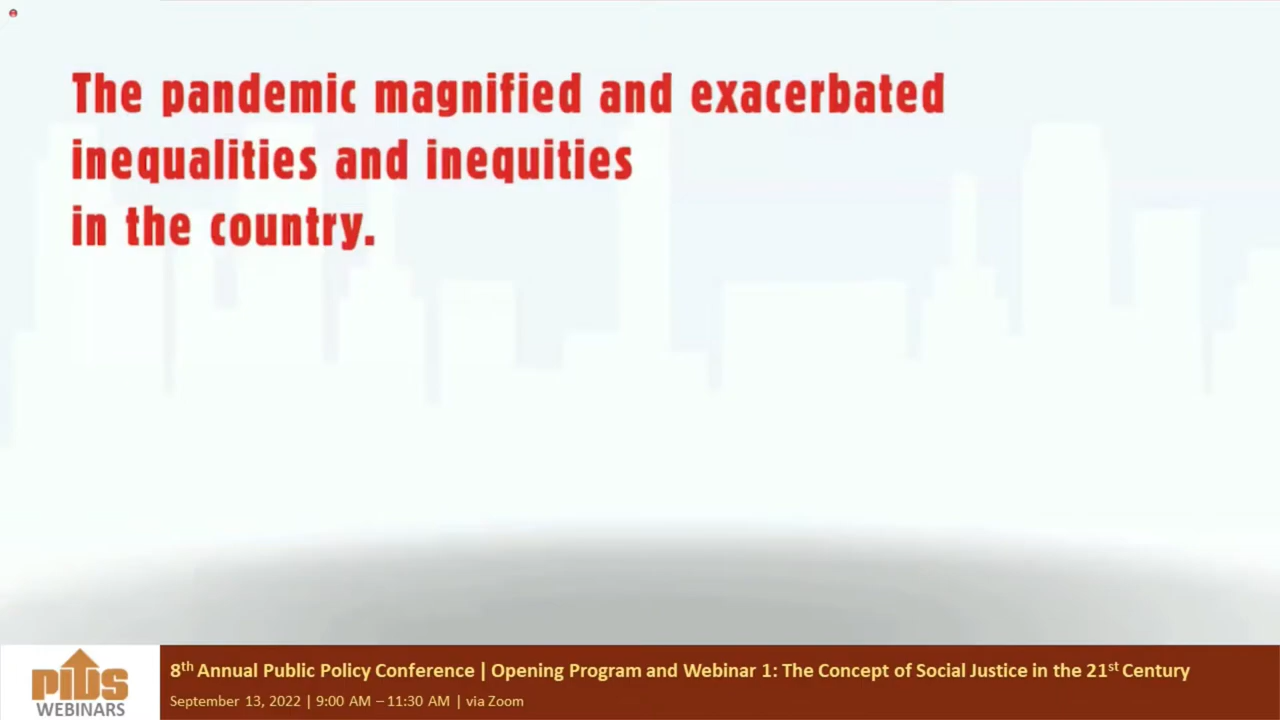 The pandemic magnified and exacerbated
inequalities and inequities
in the country.
pids
WEBINARS
8th Annual Public Policy Conference | Opening Program and Webinar 1: The Concept of Social Justice in the 21st Century
September 13, 2022 | 9:00 AM – 11:30 AM | via Zoom